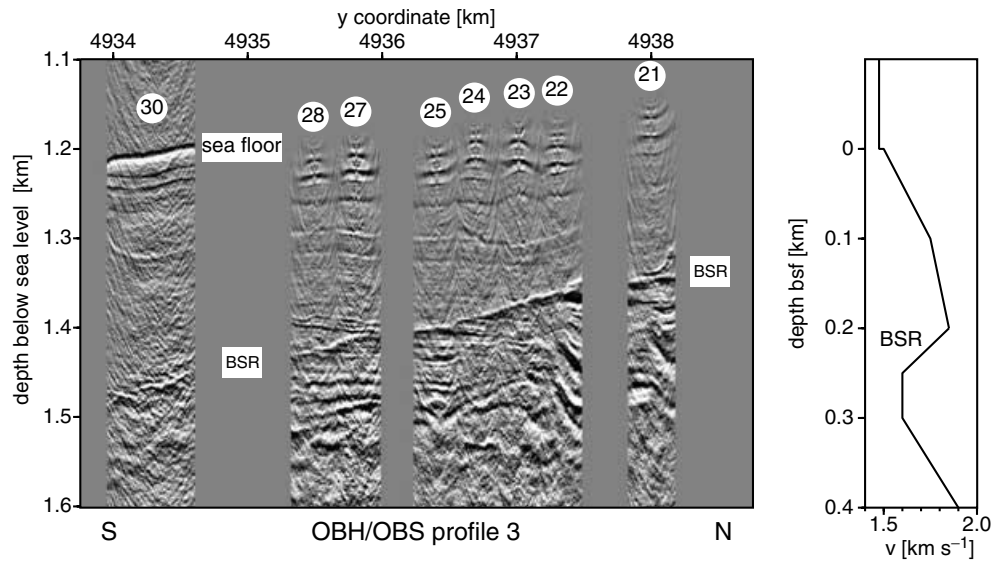 y coordinate [km]
4934 4935 4936 4937 4938
depth below sea level [km]
1.1
1.2
1.3
1.4
1.5
1.6
30
28
27
25
24
23
22
21
sea floor
BSR
BSR
S
OBH/OBS profile 3
N
depth bsf [km]
0
0.1
0.2
0.3
0.4
BSR
1.5 2.0
v [km s⁻¹]